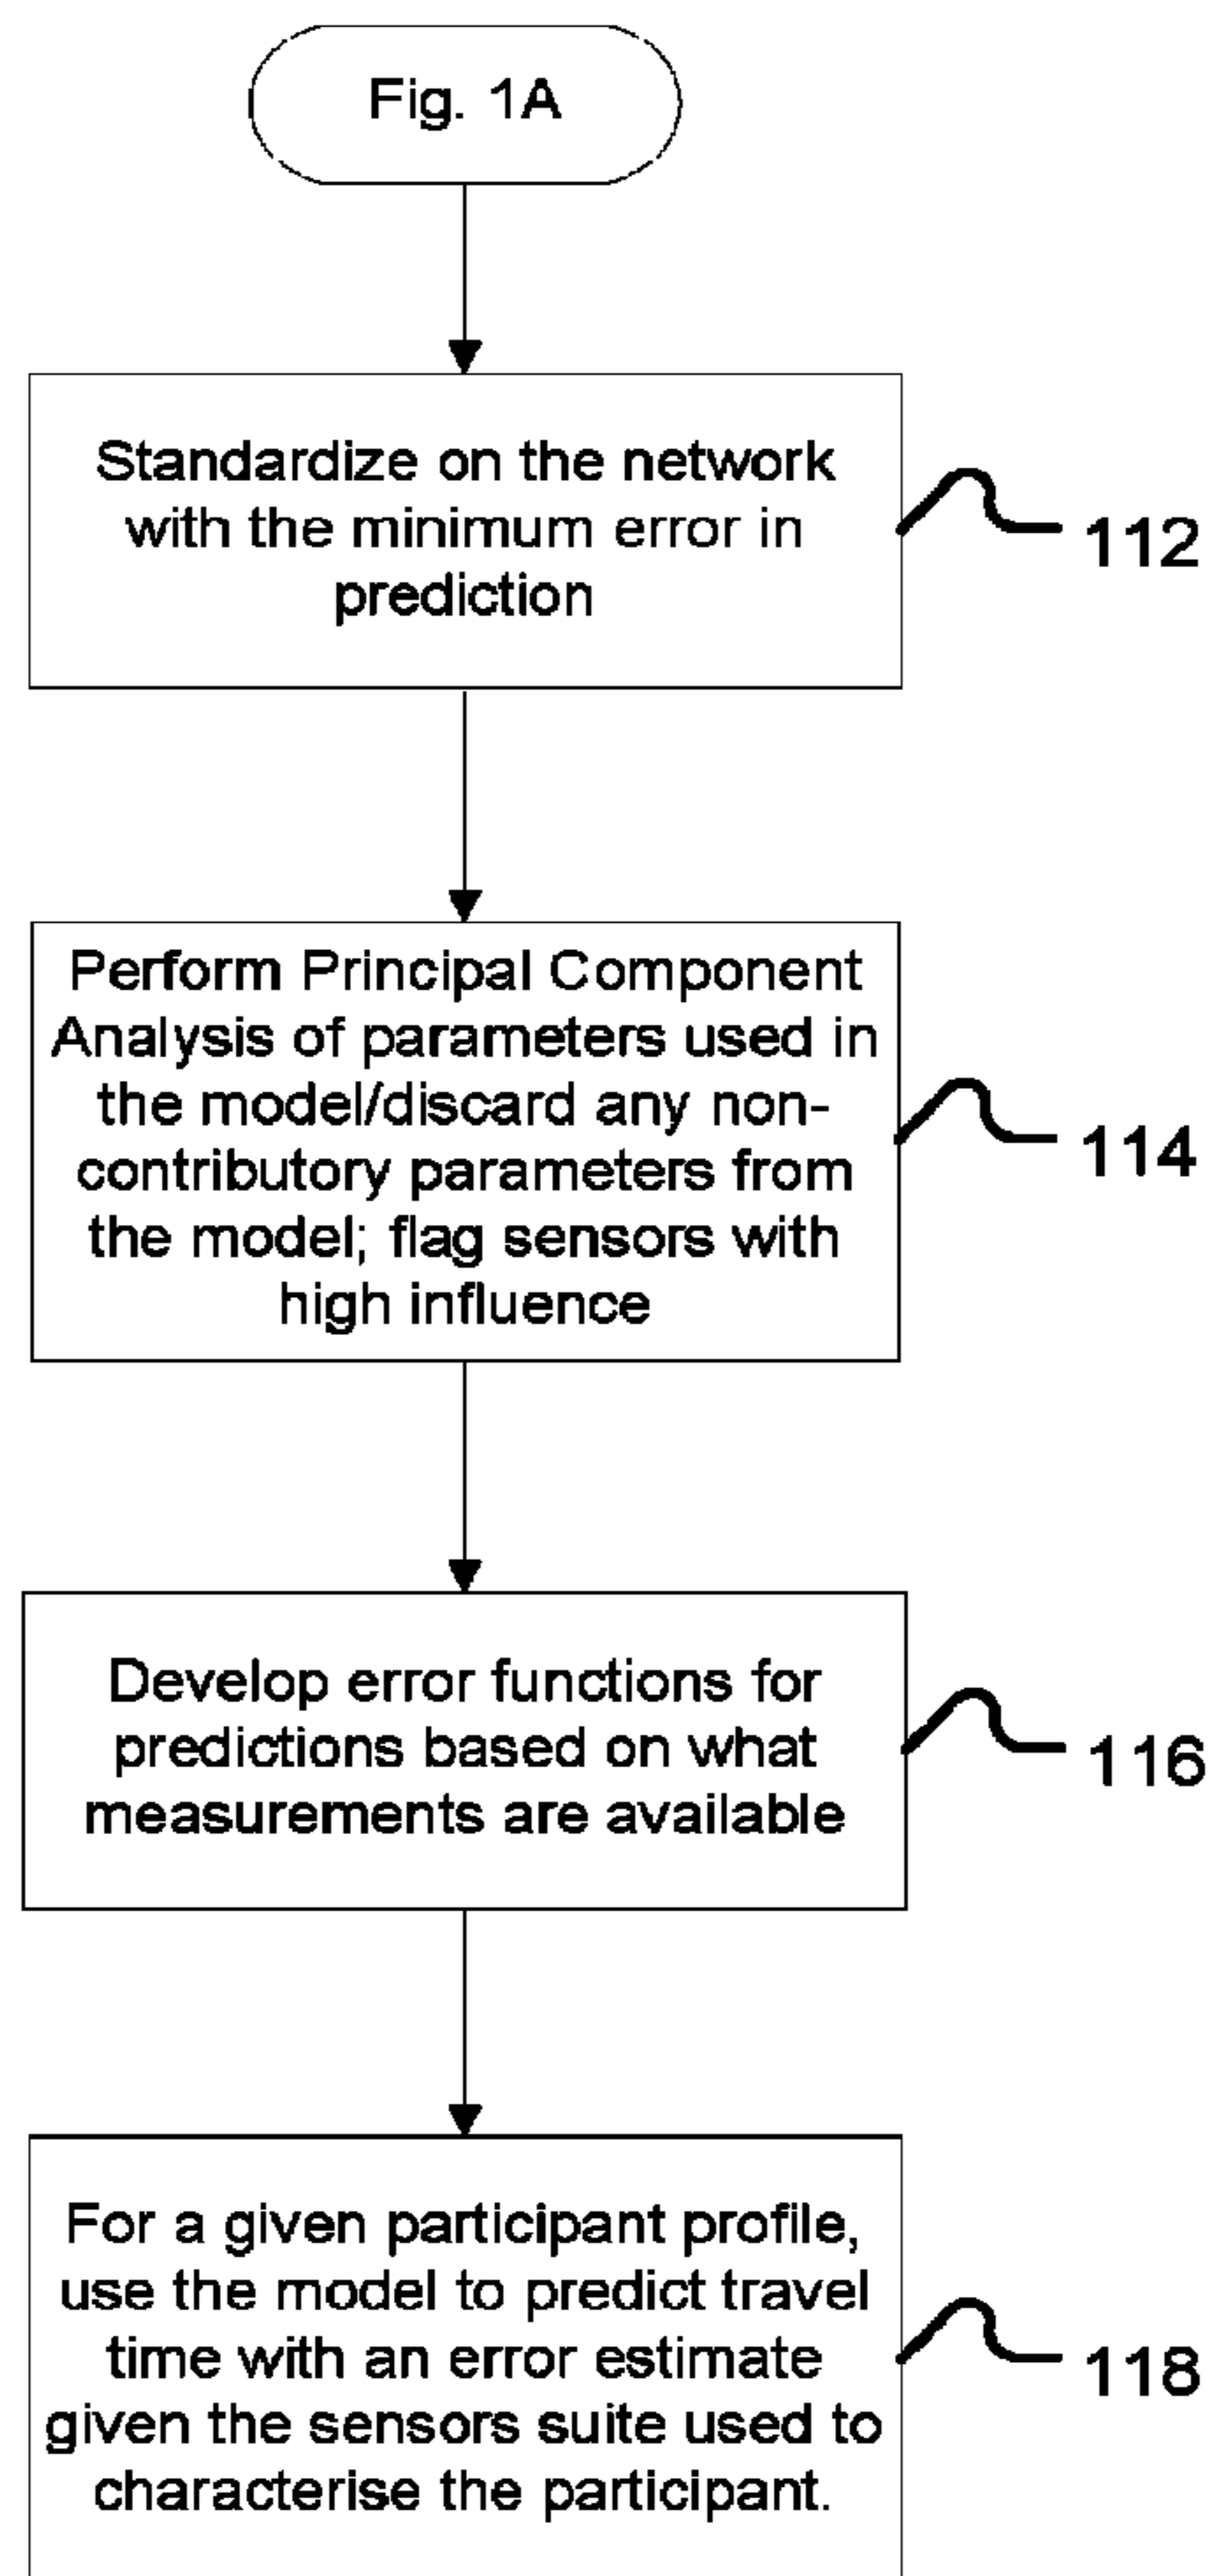 Fig. 1A
Standardize on the network
with the minimum error in
prediction
112
Perform Principal Component
Analysis of parameters used in
the model/discard any non-
contributory parameters from
the model; flag sensors with
high influence
114
Develop error functions for
predictions based on what
measurements are available
116
For a given participant profile,
use the model to predict travel
time with an error estimate
given the sensors suite used to
characterise the participant.
118